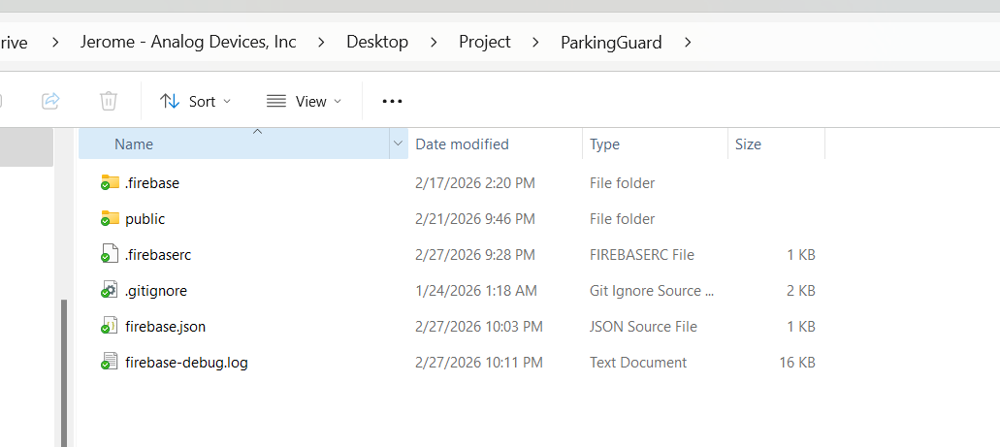 rive > Jerome - Analog Devices, Inc > Desktop > Project > ParkingGuard >
Sort View ...
Name Date modified Type Size
.firebase 2/17/2026 2:20 PM File folder
public 2/21/2026 9:46 PM File folder
.firebaserc 2/27/2026 9:28 PM FIREBASERC File 1 KB
.gitignore 1/24/2026 1:18 AM Git Ignore Source ... 2 KB
firebase.json 2/27/2026 10:03 PM JSON Source File 1 KB
firebase-debug.log 2/27/2026 10:11 PM Text Document 16 KB